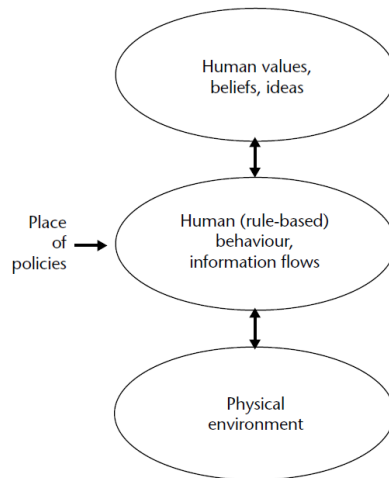 Human values,
beliefs, ideas
Place
of
policies
Human (rule-based)
behaviour,
information flows
Physical
environment